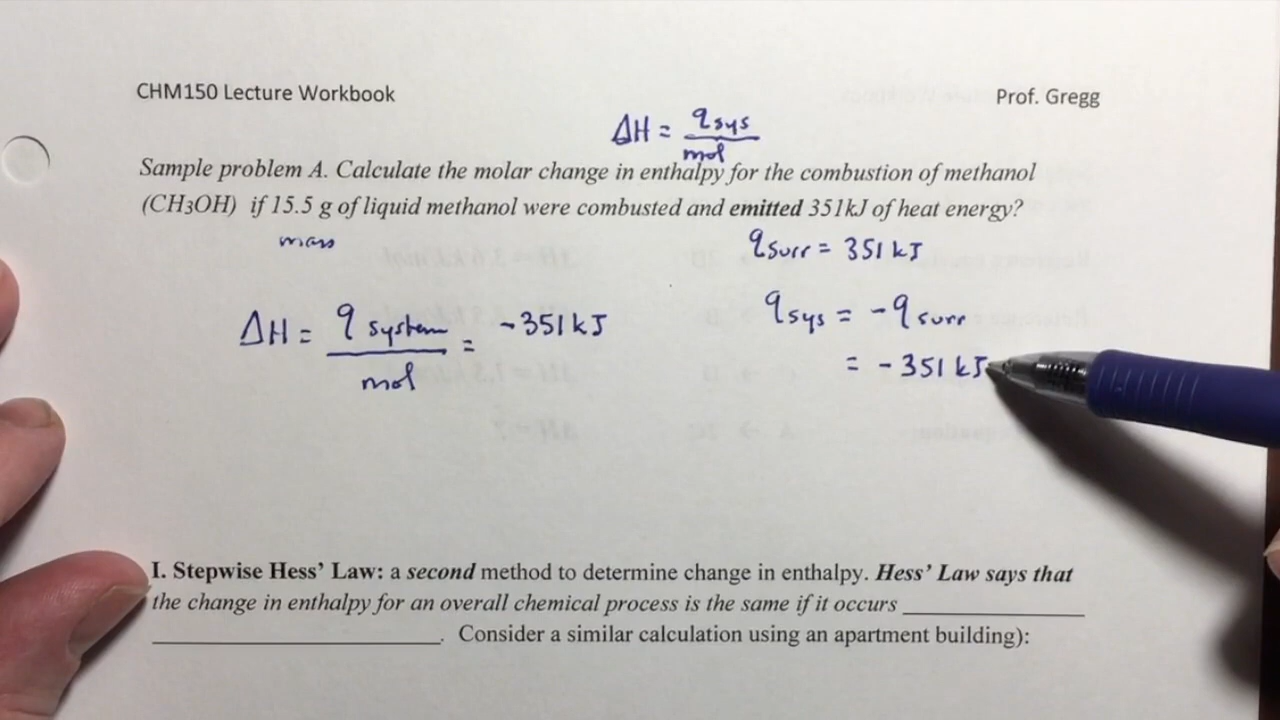 CHM150 Lecture Workbook
Prof. Gregg
ΔH = qsys / mol
Sample problem A. Calculate the molar change in enthalpy for the combustion of methanol
(CH3OH) if 15.5 g of liquid methanol were combusted and emitted 351kJ of heat energy?
mass
qsurr = 351 kJ
ΔH = q system / mol = -351 kJ
qsys = -qsurr
= -351 kJ
I. Stepwise Hess' Law: a second method to determine change in enthalpy. Hess' Law says that
the change in enthalpy for an overall chemical process is the same if it occurs ________________
_________________________. Consider a similar calculation using an apartment building):